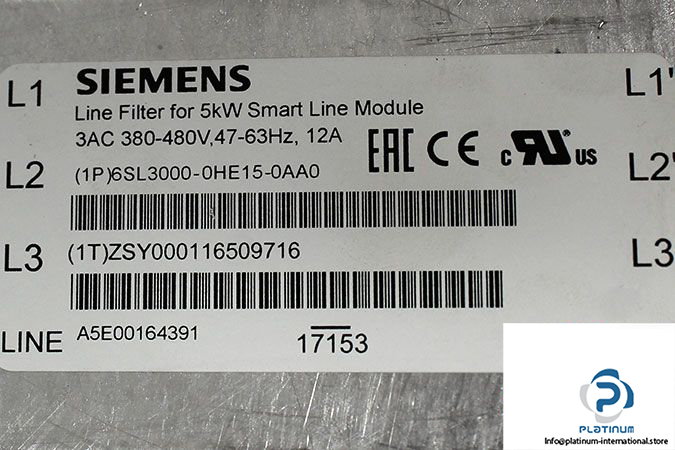 L1 SIEMENS L1'
Line Filter for 5kW Smart Line Module
3AC 380-480V,47-63Hz, 12A
EAC CE c RU US
L2 (1P)6SL3000-0HE15-0AA0 L2'
L3 (1T)ZSY000116509716 L3
LINE A5E00164391 17153
PLATINUM
Info@platinum-international.store